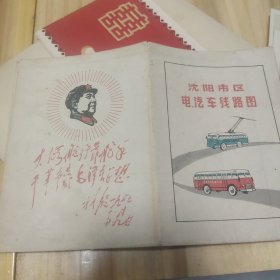 大海航行靠舵手
干革命靠毛泽东思想
沈阳市区
电汽车线路图